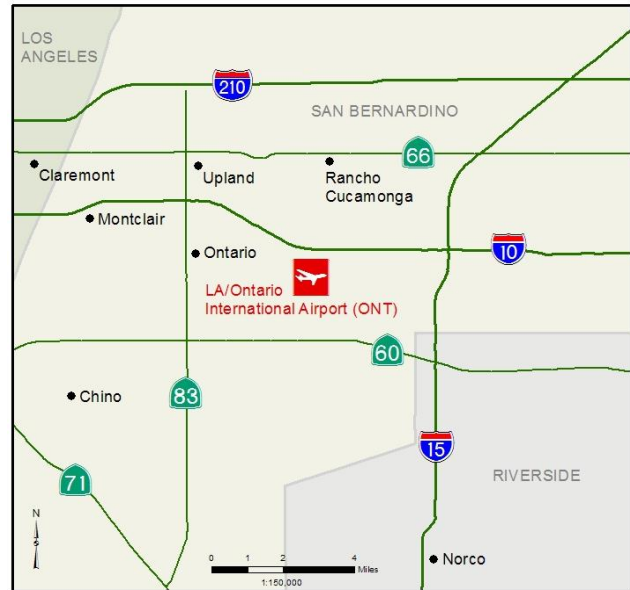 LOS
ANGELES
210
SAN BERNARDINO
66
Claremont
Upland
Rancho
Cucamonga
Montclair
10
Ontario
LA/Ontario
International Airport (ONT)
60
Chino
83
15
71
RIVERSIDE
N
0 1 2 4
Miles
1:150,000
Norco